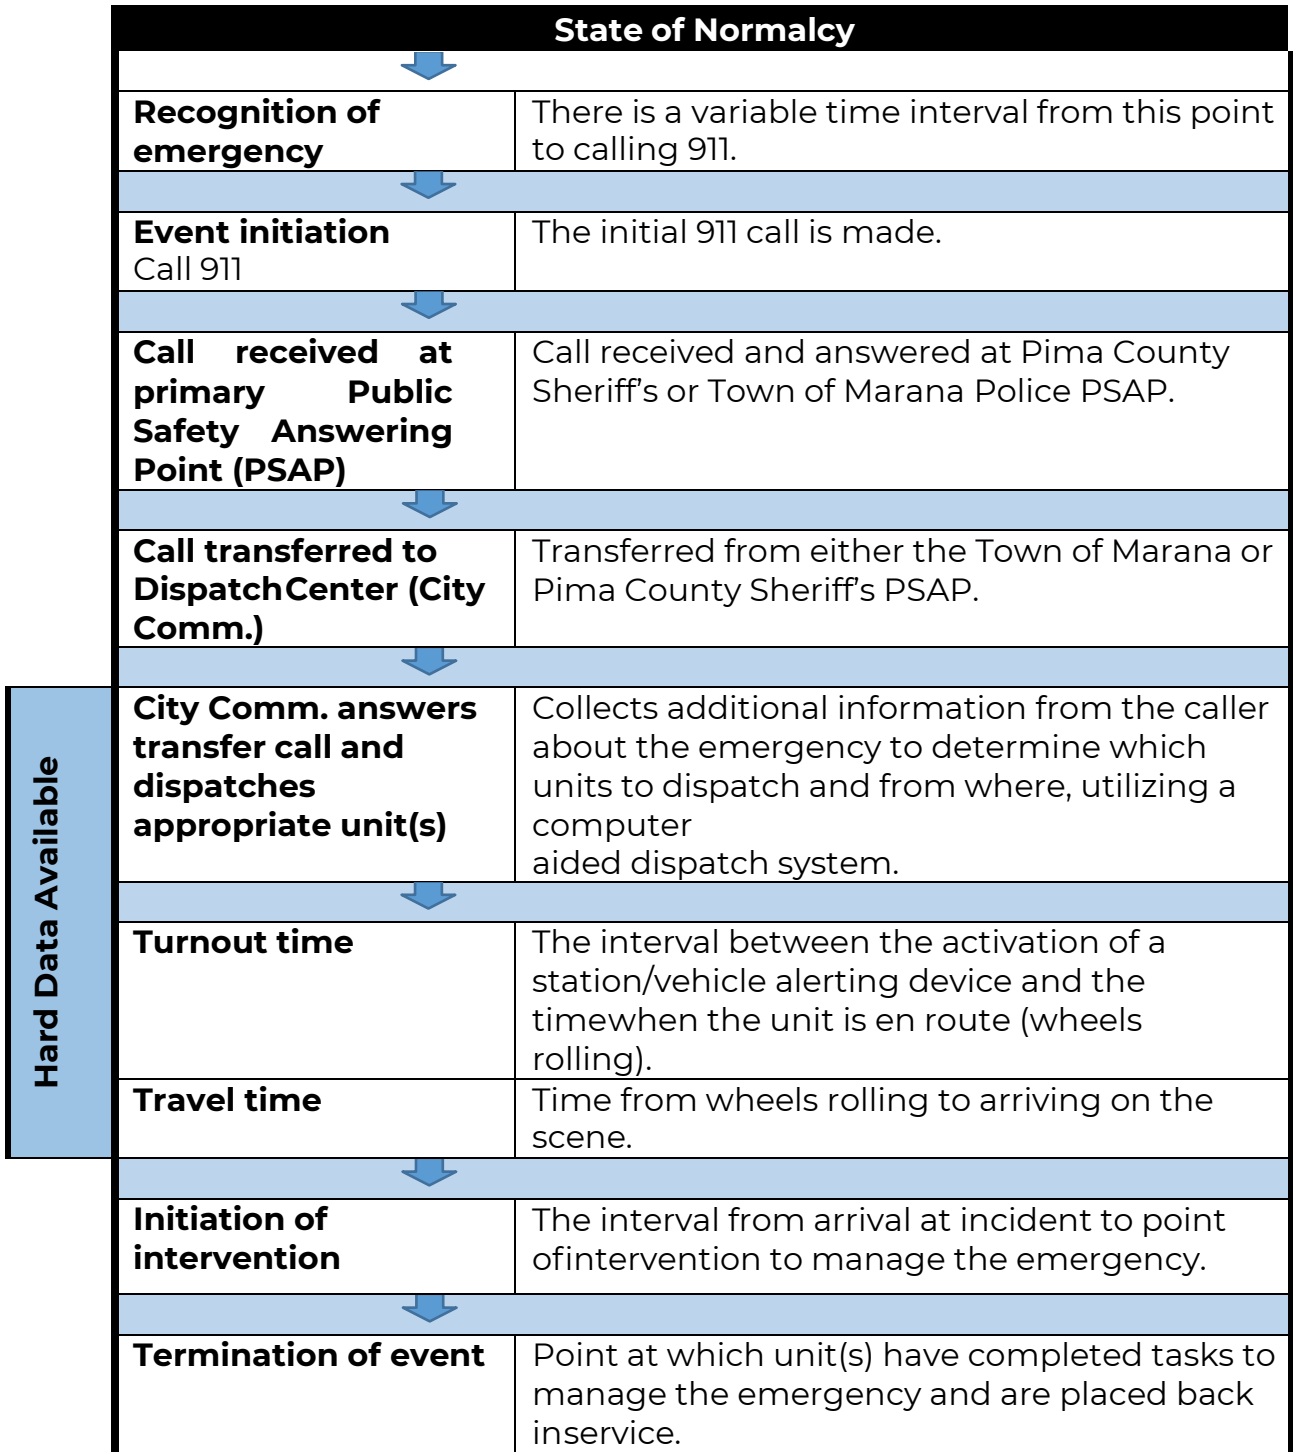 State of Normalcy
Recognition of
emergency
There is a variable time interval from this point
to calling 911.
Event initiation
Call 911
The initial 911 call is made.
Call received at
primary Public
Safety Answering
Point (PSAP)
Call received and answered at Pima County
Sheriff's or Town of Marana Police PSAP.
Call transferred to
DispatchCenter (City
Comm.)
Transferred from either the Town of Marana or
Pima County Sheriff's PSAP.
Hard Data Available
City Comm. answers
transfer call and
dispatches
appropriate unit(s)
Collects additional information from the caller
about the emergency to determine which
units to dispatch and from where, utilizing a
computer
aided dispatch system.
Turnout time
The interval between the activation of a
station/vehicle alerting device and the
timewhen the unit is en route (wheels
rolling).
Travel time
Time from wheels rolling to arriving on the
scene.
Initiation of
intervention
The interval from arrival at incident to point
ofintervention to manage the emergency.
Termination of event
Point at which unit(s) have completed tasks to
manage the emergency and are placed back
inservice.